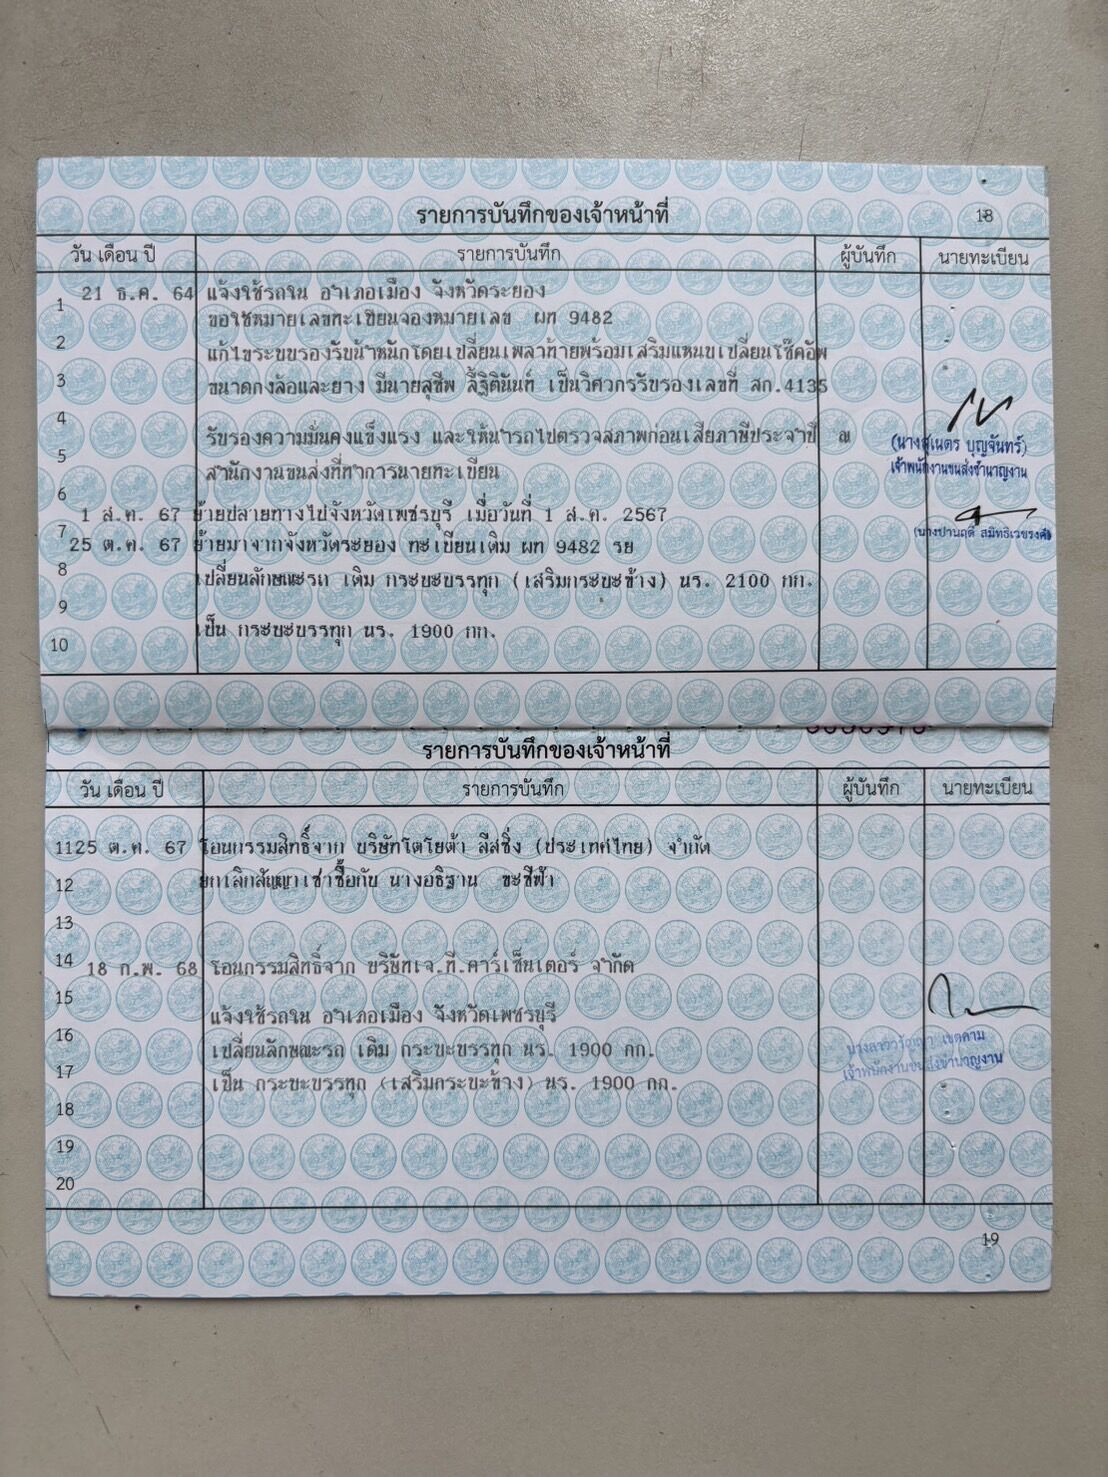 รายการบันทึกของเจ้าหน้าที่
18
วัน เดือน ปี รายการบันทึก ผู้บันทึก นายทะเบียน
1 21 ธ.ค. 64 แจ้งใช้รถใน อำเภอเมือง จังหวัดระยอง
ขอใช้หมายเลขทะเบียนจองหมายเลข ผท 9482
2 แก้ไขระบบรองรับน้ำหนักโดยเปลี่ยนเพลาท้ายพร้อมเสริมแหนบเปลี่ยนโช๊คอัพ
3 ขนาดกงล้อและยาง มีนายสุชีพ ลี้ฐิตินันท์ เป็นวิศวกรรับรองเลขที่ สก.4135
4 รับรองความมั่นคงแข็งแรง และให้นำรถไปตรวจสภาพก่อนเสียภาษีประจำปี ณ
5 สำนักงานขนส่งที่ทำการนายทะเบียน
(นางสุเนตร บุญจันทร์)
เจ้าพนักงานขนส่งชำนาญงาน
6 1 ส.ค. 67 ย้ายปลายทางไปจังหวัดเพชรบุรี เมื่อวันที่ 1 ส.ค. 2567
7 25 ต.ค. 67 ย้ายมาจากจังหวัดระยอง ทะเบียนเดิม ผท 9482 รย
8 เปลี่ยนลักษณะรถ เดิม กระบะบรรทุก (เสริมกระบะข้าง) นร. 2100 กก.
9
10 เป็น กระบะบรรทุก นร. 1900 กก.
รายการบันทึกของเจ้าหน้าที่
วัน เดือน ปี รายการบันทึก ผู้บันทึก นายทะเบียน
11 25 ต.ค. 67 โอนกรรมสิทธิ์จาก บริษัทโตโยต้า ลีสซิ่ง (ประเทศไทย) จำกัด
12 ยกเลิกสัญญาเช่าซื้อกับ นางอธิฐาน
13
14 18 ก.พ. 68 โอนกรรมสิทธิ์จาก บริษัทเจ.ที.คาร์เซ็นเตอร์ จำกัด
15 แจ้งใช้รถใน อำเภอเมือง จังหวัดเพชรบุรี
16 เปลี่ยนลักษณะรถ เดิม กระบะบรรทุก นร. 1900 กก.
17 เป็น กระบะบรรทุก (เสริมกระบะข้าง) นร. 1900 กก.
เจ้าพนักงานขนส่งชำนาญงาน
18
19
20
19